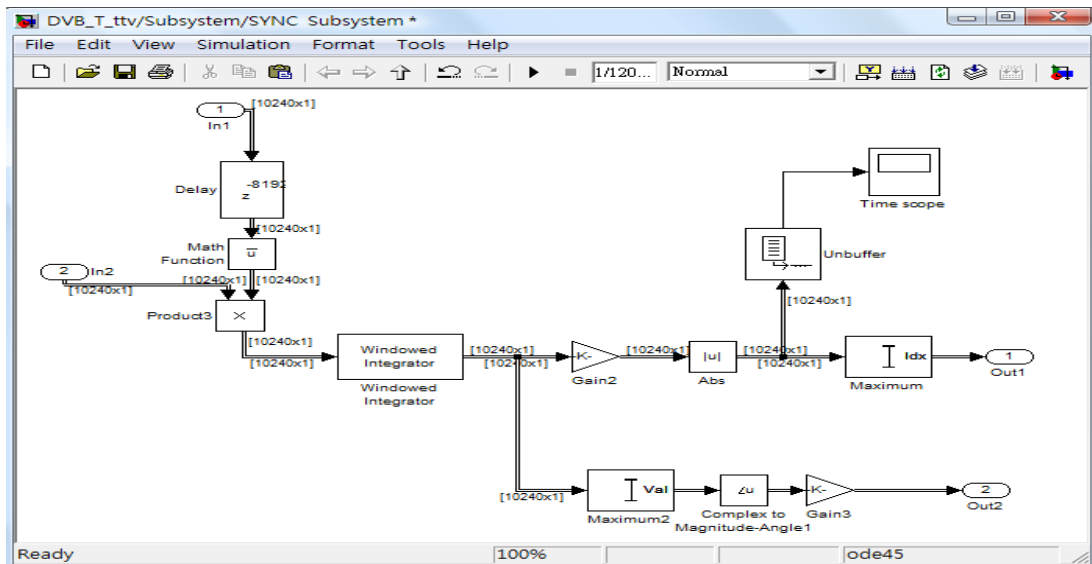 DVB_T_ttv/Subsystem/SYNC Subsystem *
File Edit View Simulation Format Tools Help
1/120... Normal
1
In1
[10240x1]
Delay
-8192
z
[10240x1]
Math
Function
u
2
In2
[10240x1]
[10240x1]
[10240x1]
Product3
×
[10240x1]
[10240x1]
Windowed
Integrator
Windowed
Integrator
[10240x1]
[10240x1]
-K-
Gain2
[10240x1]
|u|
Abs
[10240x1]
[10240x1]
[10240x1]
Unbuffer
Time scope
Idx
Maximum
1
Out1
[10240x1]
Val
Maximum2
∠u
Complex to
Magnitude-Angle1
-K-
Gain3
2
Out2
Ready 100% ode45